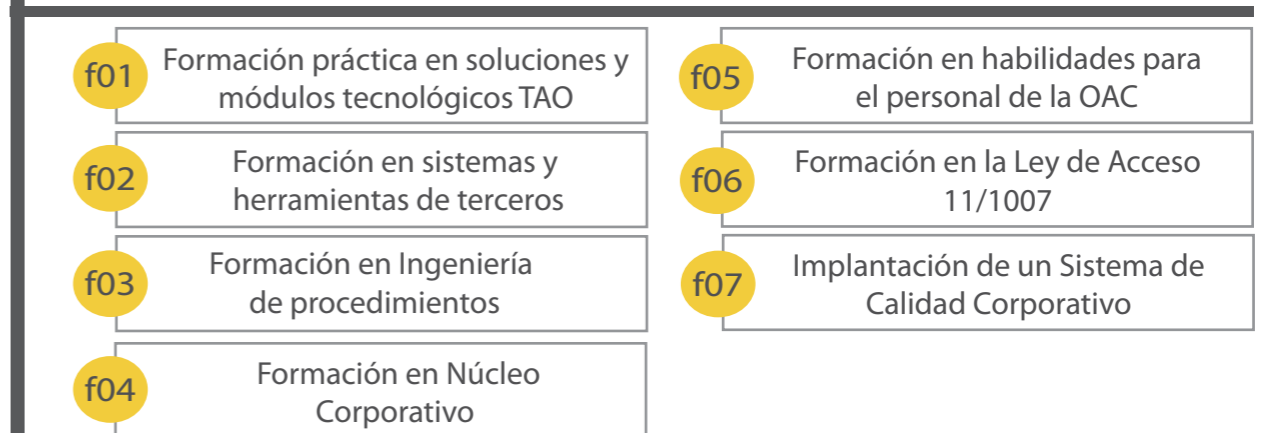 f01
Formación práctica en soluciones y
módulos tecnológicos TAO
f02
Formación en sistemas y
herramientas de terceros
f03
Formación en Ingeniería
de procedimientos
f04
Formación en Núcleo
Corporativo
f05
Formación en habilidades para
el personal de la OAC
f06
Formación en la Ley de Acceso
11/1007
f07
Implantación de un Sistema de
Calidad Corporativo